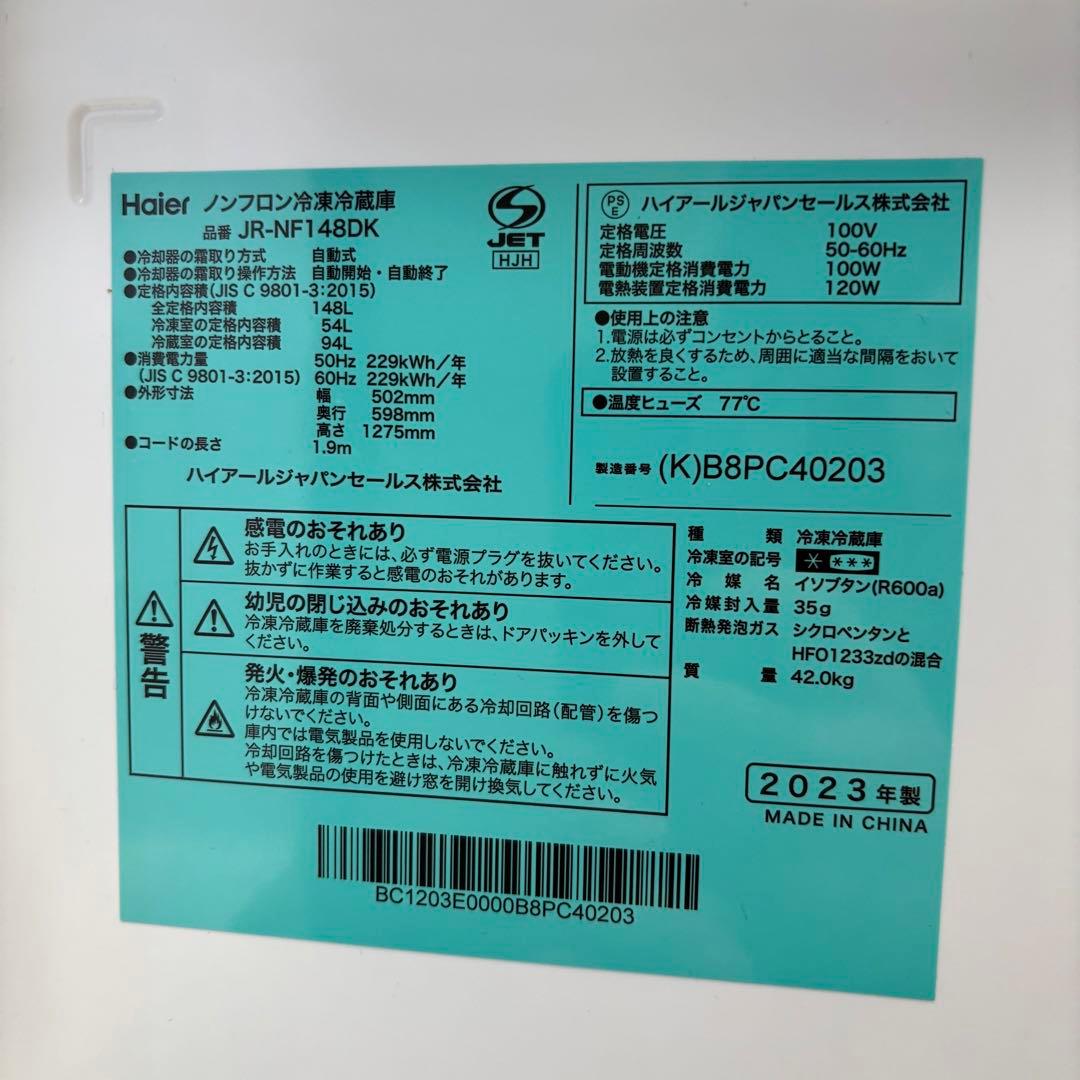 Haier ノンフロン冷凍冷蔵庫
品番 JR-NF148DK
●冷却器の霜取り方式 自動式
●冷却器の霜取り操作方法 自動開始・自動終了
●定格内容積(JIS C 9801-3:2015)
全定格内容積 148L
冷凍室の定格内容積 54L
冷蔵室の定格内容積 94L
●消費電力量 50Hz 229kWh/年
(JIS C 9801-3:2015) 60Hz 229kWh/年
●外形寸法 幅 502mm
奥行 598mm
高さ 1275mm
●コードの長さ 1.9m
ハイアールジャパンセールス株式会社
JET
HJH
PS
E
ハイアールジャパンセールス株式会社
定格電圧 100V
定格周波数 50-60Hz
電動機定格消費電力 100W
電熱装置定格消費電力 120W
●使用上の注意
1.電源は必ずコンセントからとること。
2.放熱を良くするため、周囲に適当な間隔をおいて
設置すること。
●温度ヒューズ 77℃
製造番号 (K)B8PC40203
警告
感電のおそれあり
お手入れのときには、必ず電源プラグを抜いてください。
抜かずに作業すると感電のおそれがあります。
幼児の閉じ込みのおそれあり
冷凍冷蔵庫を廃棄処分するときは、ドアパッキンを外して
ください。
発火・爆発のおそれあり
冷凍冷蔵庫の背面や側面にある冷却回路(配管)を傷つ
けないでください。
庫内では電気製品を使用しないでください。
冷却回路を傷つけたときは、冷凍冷蔵庫に触れずに火気
や電気製品の使用を避け窓を開け換気してください。
種類 冷凍冷蔵庫
冷凍室の記号 * ***
冷媒名 イソブタン(R600a)
冷媒封入量 35g
断熱発泡ガス シクロペンタンと
HFO1233zdの混合
質量 42.0kg
2023年製
MADE IN CHINA
BC1203E0000B8PC40203